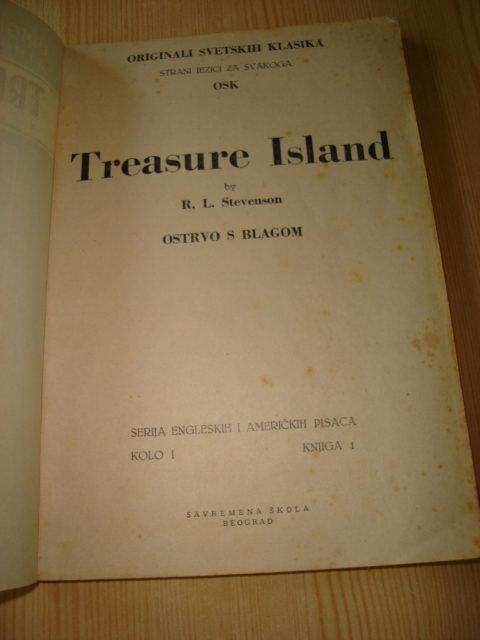 ORIGINALI SVETSKIH KLASIKA
STRANI JEZICI ZA SVAKOGA
OSK
Treasure Island
by
R. L. Stevenson
OSTRVO S BLAGOM
SERIJA ENGLESKIH I AMERIČKIH PISACA
KOLO I KNJIGA 1
SAVREMENA ŠKOLA
BEOGRAD